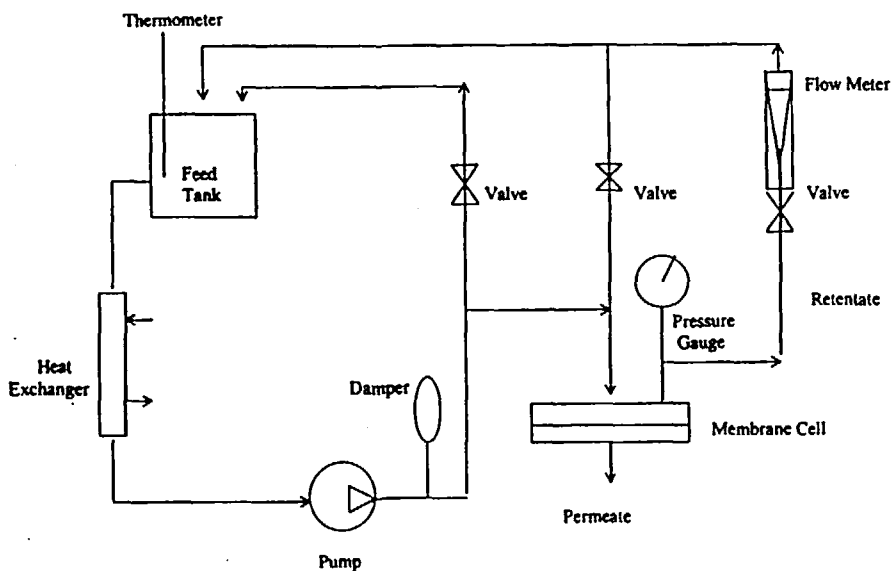 Thermometer
Flow Meter
Feed
Tank
Valve
Valve
Valve
Retentate
Pressure
Gauge
Heat
Exchanger
Damper
Membrane Cell
Permeate
Pump